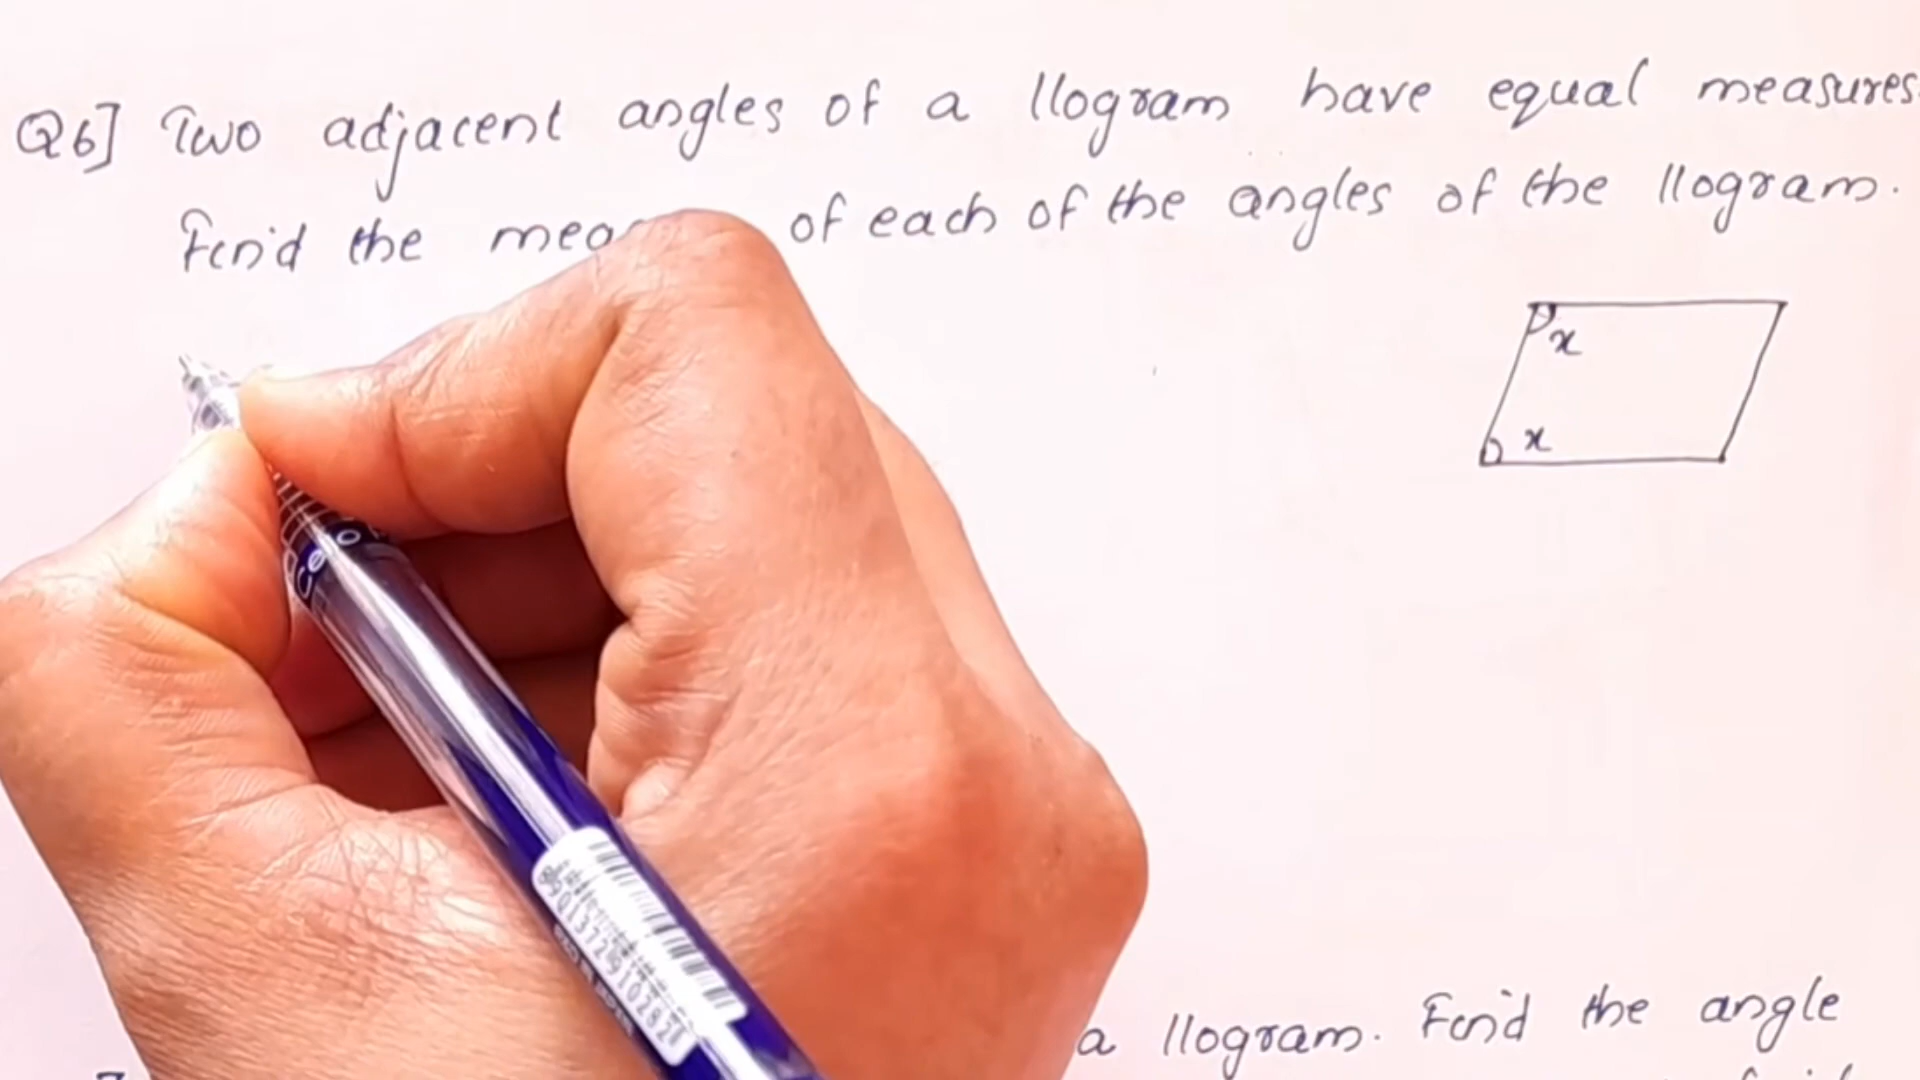 Q6] Two adjacent angles of a llogram have equal measures.
Find the of each of the angles of the llogram.
x
x
cello
a llogram. Find the angle